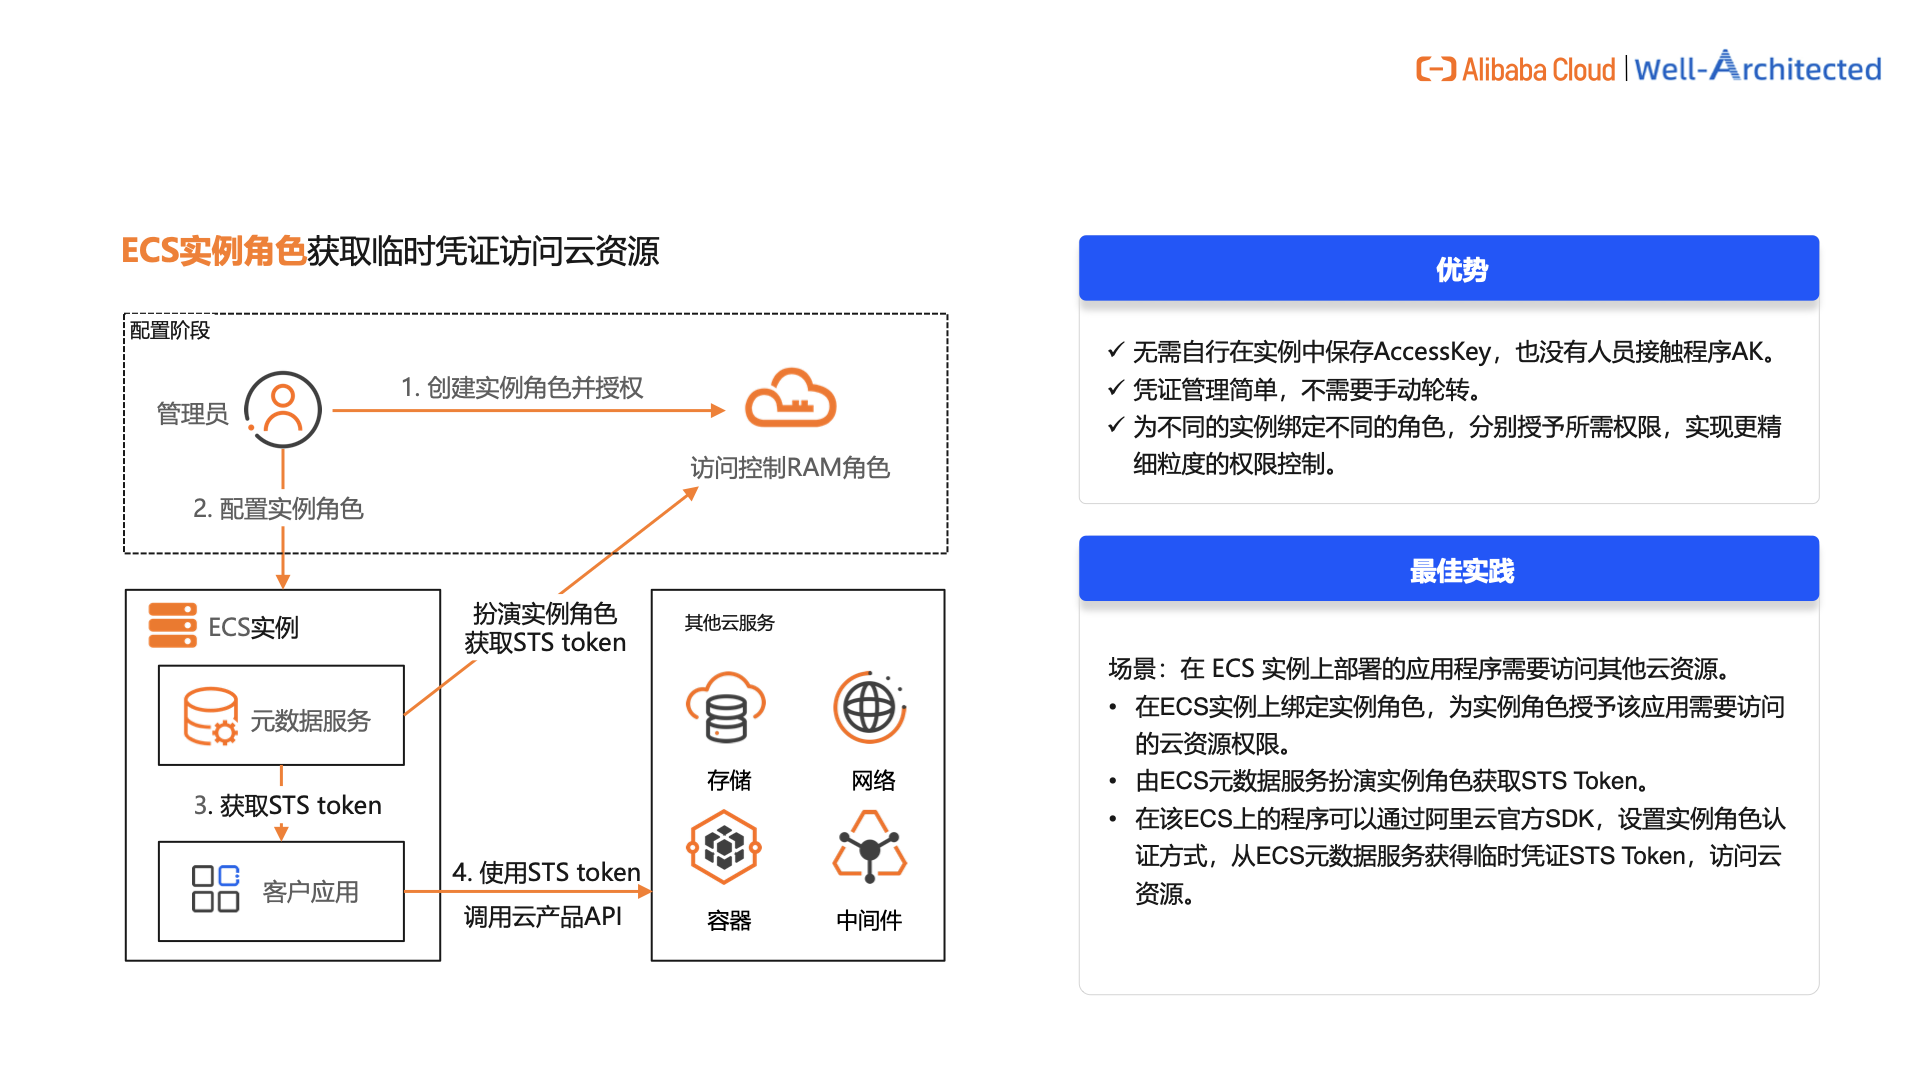 Alibaba Cloud | Well-Architected
ECS实例角色获取临时凭证访问云资源
配置阶段
管理员
1. 创建实例角色并授权
访问控制RAM角色
2. 配置实例角色
ECS实例
扮演实例角色
获取STS token
元数据服务
3. 获取STS token
客户应用
4. 使用STS token
调用云产品API
其他云服务
存储
网络
容器
中间件
优势
✓ 无需自行在实例中保存AccessKey，也没有人员接触程序AK。
✓ 凭证管理简单，不需要手动轮转。
✓ 为不同的实例绑定不同的角色，分别授予所需权限，实现更精
细粒度的权限控制。
最佳实践
场景：在 ECS 实例上部署的应用程序需要访问其他云资源。
• 在ECS实例上绑定实例角色，为实例角色授予该应用需要访问
的云资源权限。
• 由ECS元数据服务扮演实例角色获取STS Token。
• 在该ECS上的程序可以通过阿里云官方SDK，设置实例角色认
证方式，从ECS元数据服务获得临时凭证STS Token，访问云
资源。